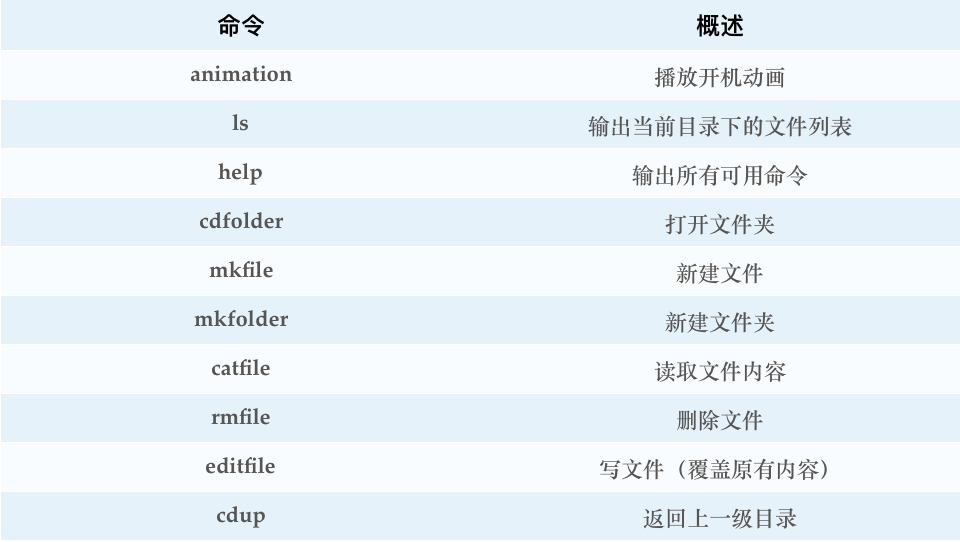 命令 概述
animation 播放开机动画
ls 输出当前目录下的文件列表
help 输出所有可用命令
cdfolder 打开文件夹
mkfile 新建文件
mkfolder 新建文件夹
catfile 读取文件内容
rmfile 删除文件
editfile 写文件（覆盖原有内容）
cdup 返回上一级目录